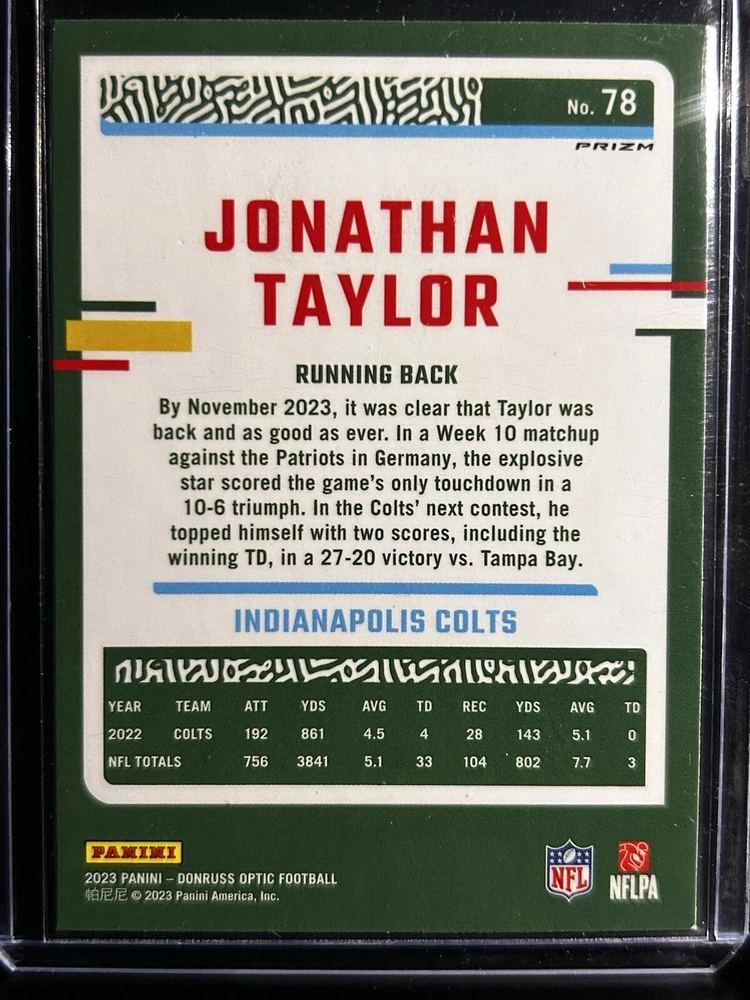 No. 78
PRIZM
JONATHAN
TAYLOR
RUNNING BACK
By November 2023, it was clear that Taylor was
back and as good as ever. In a Week 10 matchup
against the Patriots in Germany, the explosive
star scored the game's only touchdown in a
10-6 triumph. In the Colts' next contest, he
topped himself with two scores, including the
winning TD, in a 27-20 victory vs. Tampa Bay.
INDIANAPOLIS COLTS
YEAR TEAM ATT YDS AVG TD REC YDS AVG TD
2022 COLTS 192 861 4.5 4 28 143 5.1 0
NFL TOTALS 756 3841 5.1 33 104 802 7.7 3
PANINI
2023 PANINI – DONRUSS OPTIC FOOTBALL
帕尼尼 © 2023 Panini America, Inc.
NFL
NFLPA